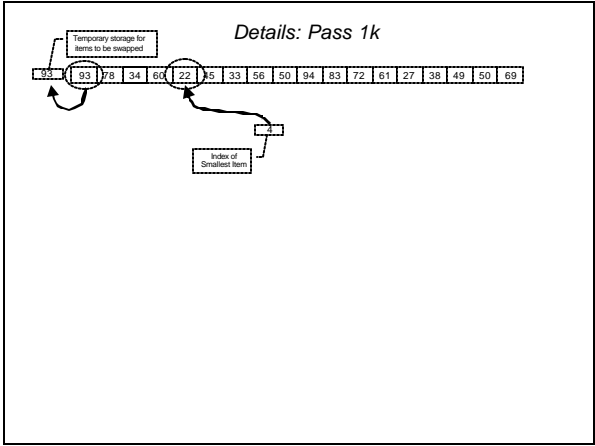 Details: Pass 1k
Temporary storage for
items to be swapped
93 93 78 34 60 22 45 33 56 50 94 83 72 61 27 38 49 50 69
4
Index of
Smallest Item